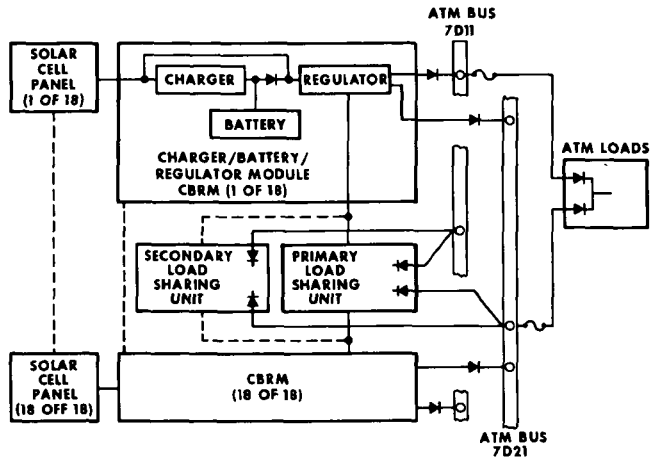 ATM BUS
7D11
SOLAR
CELL
PANEL
(1 OF 18)
CHARGER
REGULATOR
BATTERY
CHARGER/BATTERY/
REGULATOR MODULE
CBRM (1 OF 18)
ATM LOADS
SECONDARY
LOAD
SHARING
UNIT
PRIMARY
LOAD
SHARING
UNIT
SOLAR
CELL
PANEL
(18 OFF 18)
CBRM
(18 OF 18)
ATM BUS
7D21